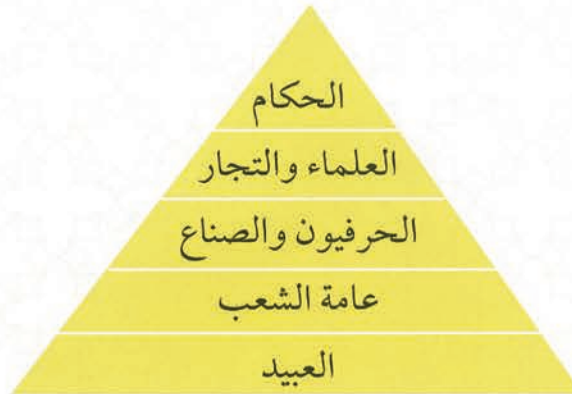 الحكام
العلماء والتجار
الحرفيون والصناع
عامة الشعب
العبيد